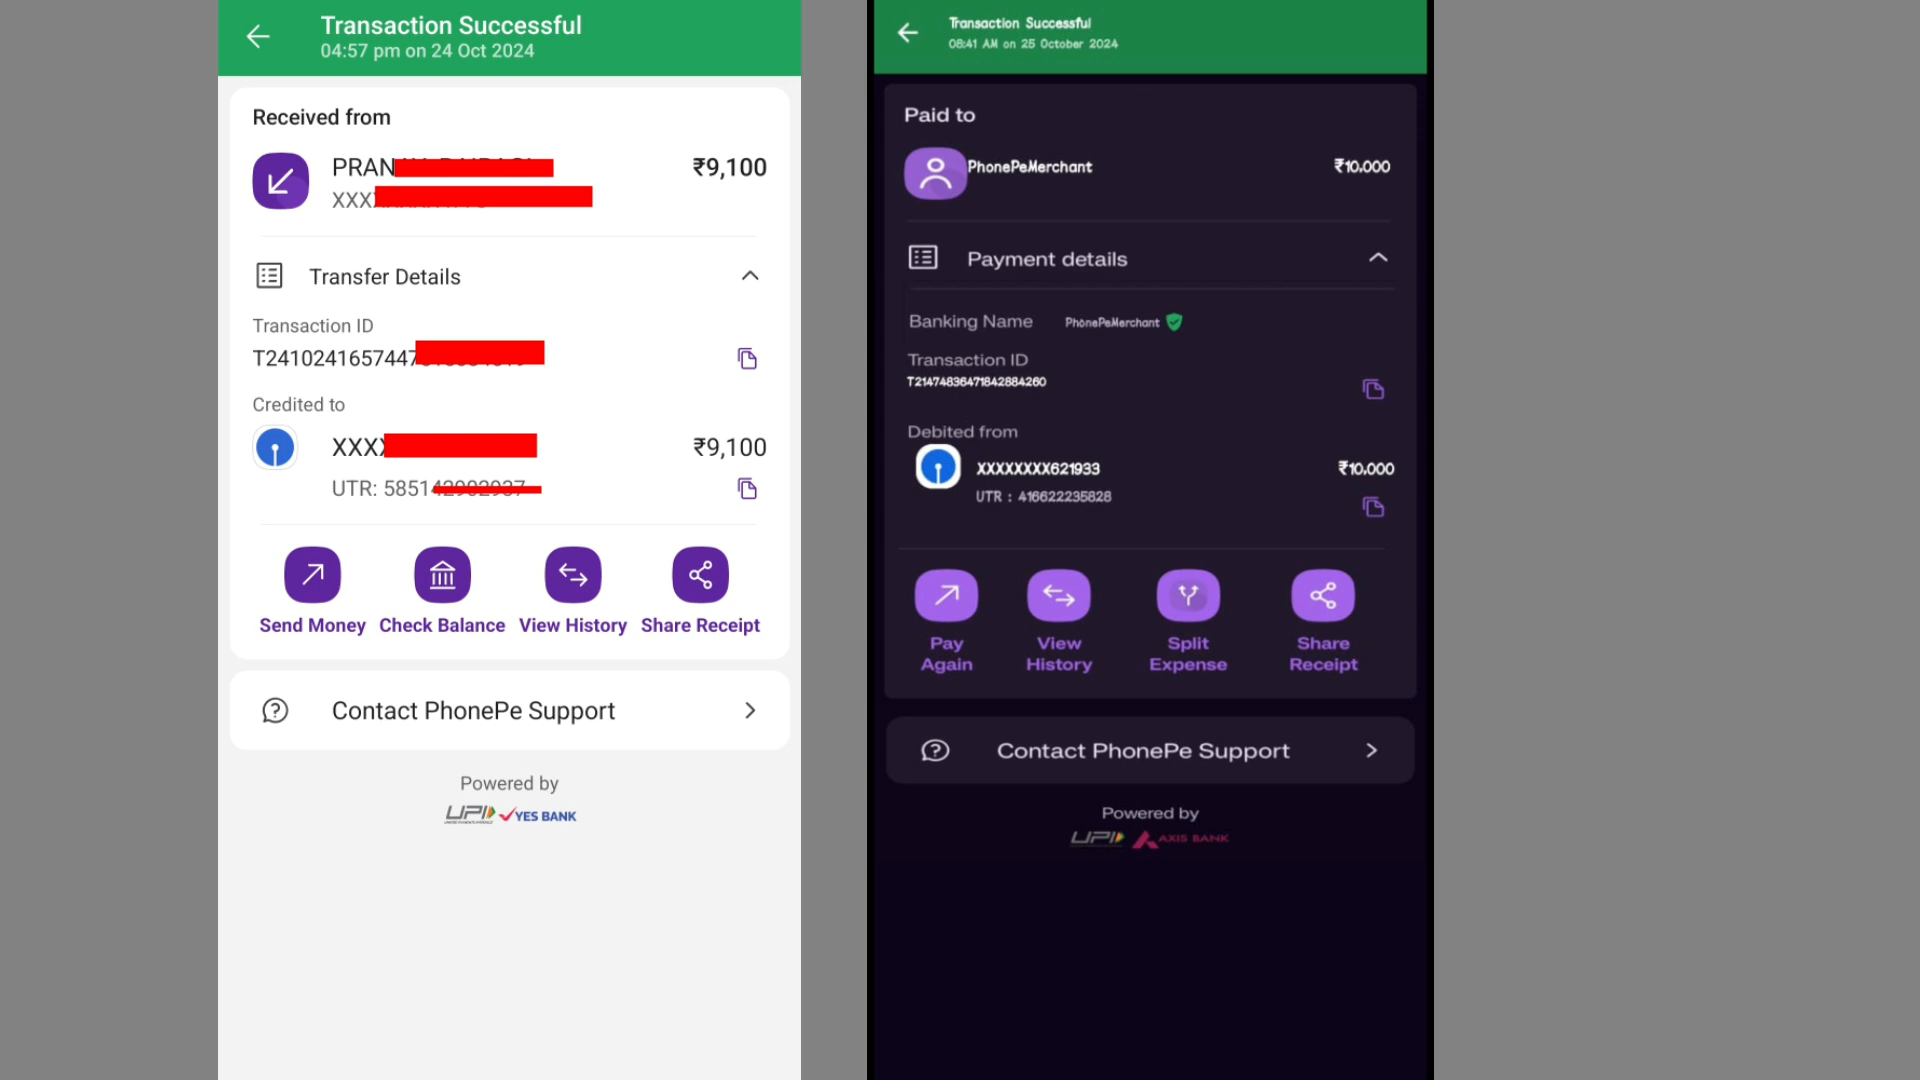 Transaction Successful
04:57 pm on 24 Oct 2024
Received from
PRAN
₹9,100
XXX
Transfer Details
Transaction ID
T2410241657447
Credited to
XXXX
₹9,100
UTR: 5851
Send Money
Check Balance
View History
Share Receipt
Contact PhonePe Support
Powered by
UPI YES BANK
Transaction Successful
08:41 AM on 25 October 2024
Paid to
PhonePeMerchant
₹10,000
Payment details
Banking Name PhonePeMerchant
Transaction ID
T21474836471842884260
Debited from
XXXXXXXX621933
₹10,000
UTR : 416622235828
Pay Again
View History
Split Expense
Share Receipt
Contact PhonePe Support
Powered by
UPI AXIS BANK